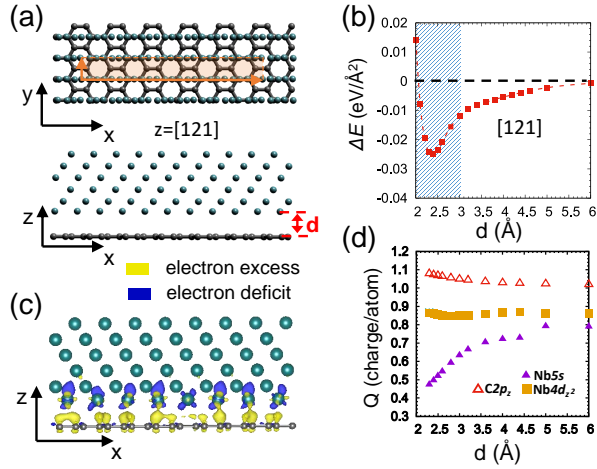 (a)
y
x
z=[121]
z
x
d
electron excess
electron deficit
(c)
z
x
(b)
ΔE (eV/Å²)
0.02
0.01
0
-0.01
-0.02
-0.03
-0.04
[121]
2 2.5 3 3.5 4 4.5 5 5.5 6
d (Å)
(d)
Q (charge/atom)
1.2
1.1
1.0
0.9
0.8
0.7
0.6
0.5
0.4
0.3
C2p_z
Nb5s
Nb4d_z²
2 2.5 3 3.5 4 4.5 5 5.5 6
d (Å)